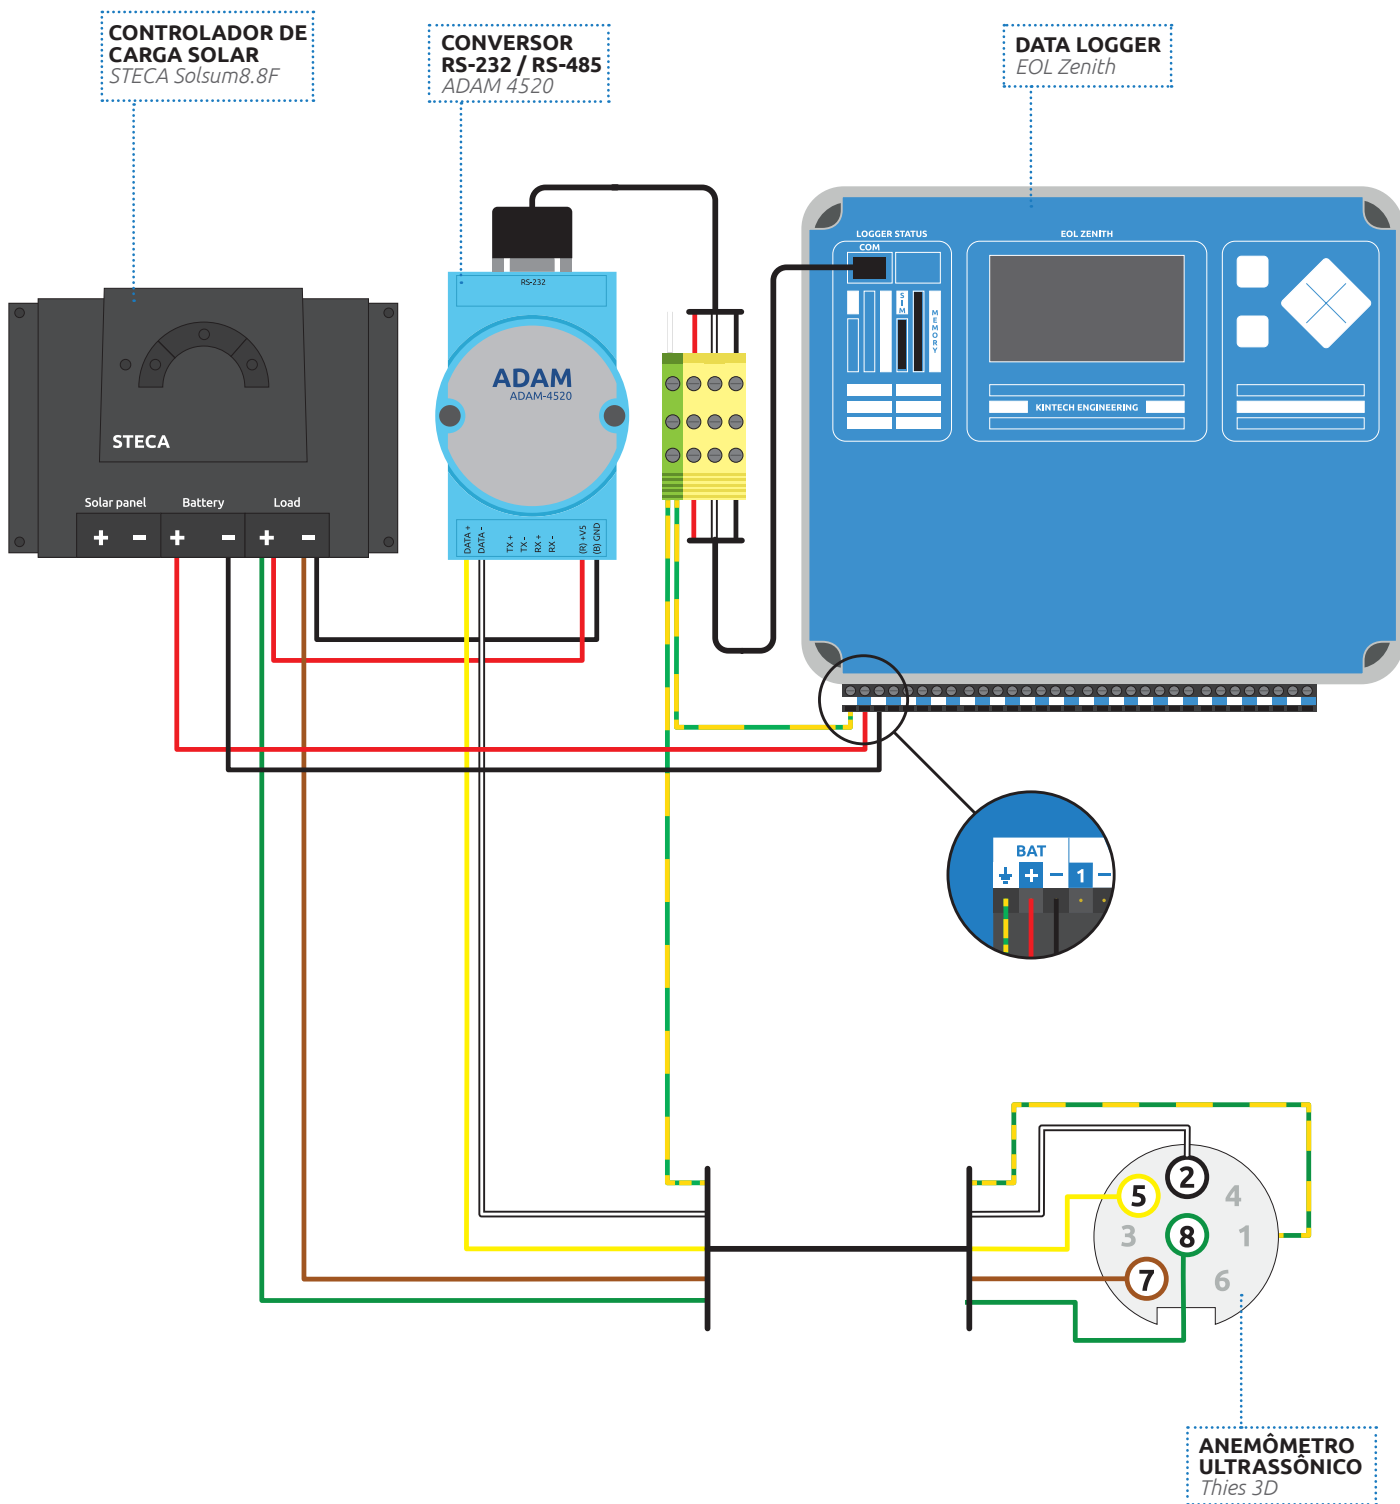 CONTROLADOR DE
CARGA SOLAR
STECA Solsum8.8F
CONVERSOR
RS-232 / RS-485
ADAM 4520
DATA LOGGER
EOL Zenith
LOGGER STATUS
COM
SIM
MEMORY
EOL ZENITH
KINTECH ENGINEERING
RS-232
ADAM
ADAM-4520
DATA +
DATA -
TX +
TX -
RX +
RX -
(R) +VS
(B) GND
STECA
Solar panel Battery Load
+ − + − + −
BAT
+ − 1 −
2
5 4
3 8 1
7 6
ANEMÔMETRO
ULTRASSÔNICO
Thies 3D